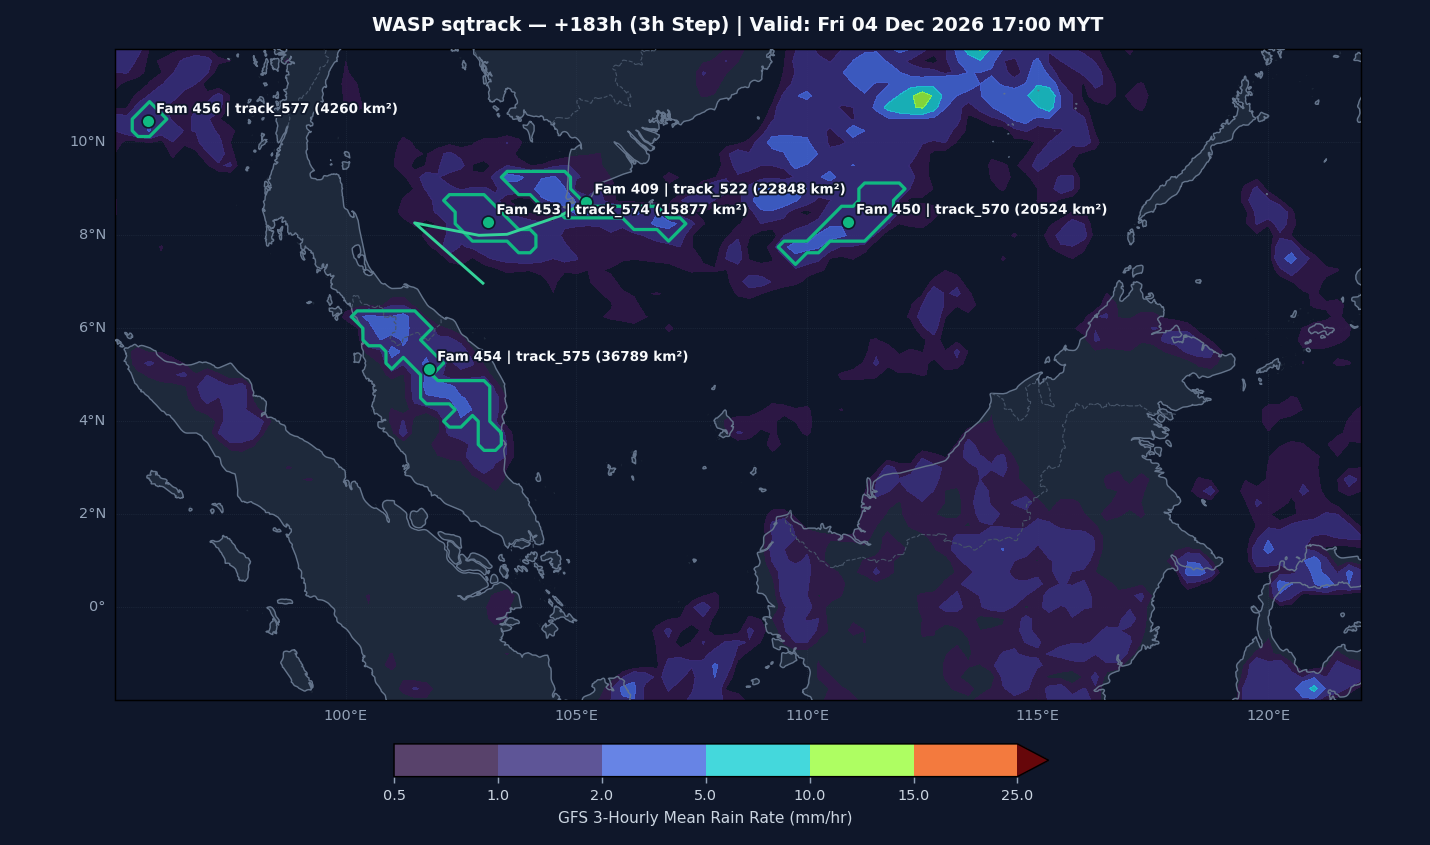 WASP sqtrack — +183h (3h Step) | Valid: Fri 04 Dec 2026 17:00 MYT
Fam 456 | track_577 (4260 km²)
10°N
Fam 409 | track_522 (22848 km²)
Fam 453 | track_574 (15877 km²)
Fam 450 | track_570 (20524 km²)
8°N
6°N
Fam 454 | track_575 (36789 km²)
4°N
2°N
0°
100°E 105°E 110°E 115°E 120°E
0.5 1.0 2.0 5.0 10.0 15.0 25.0
GFS 3-Hourly Mean Rain Rate (mm/hr)